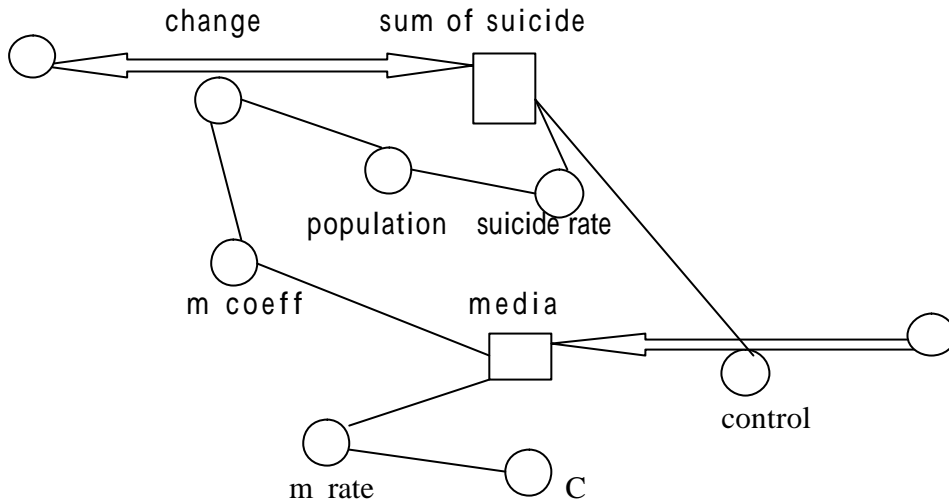 change sum of suicide
population suicide rate
m coeff media
control
m rate C